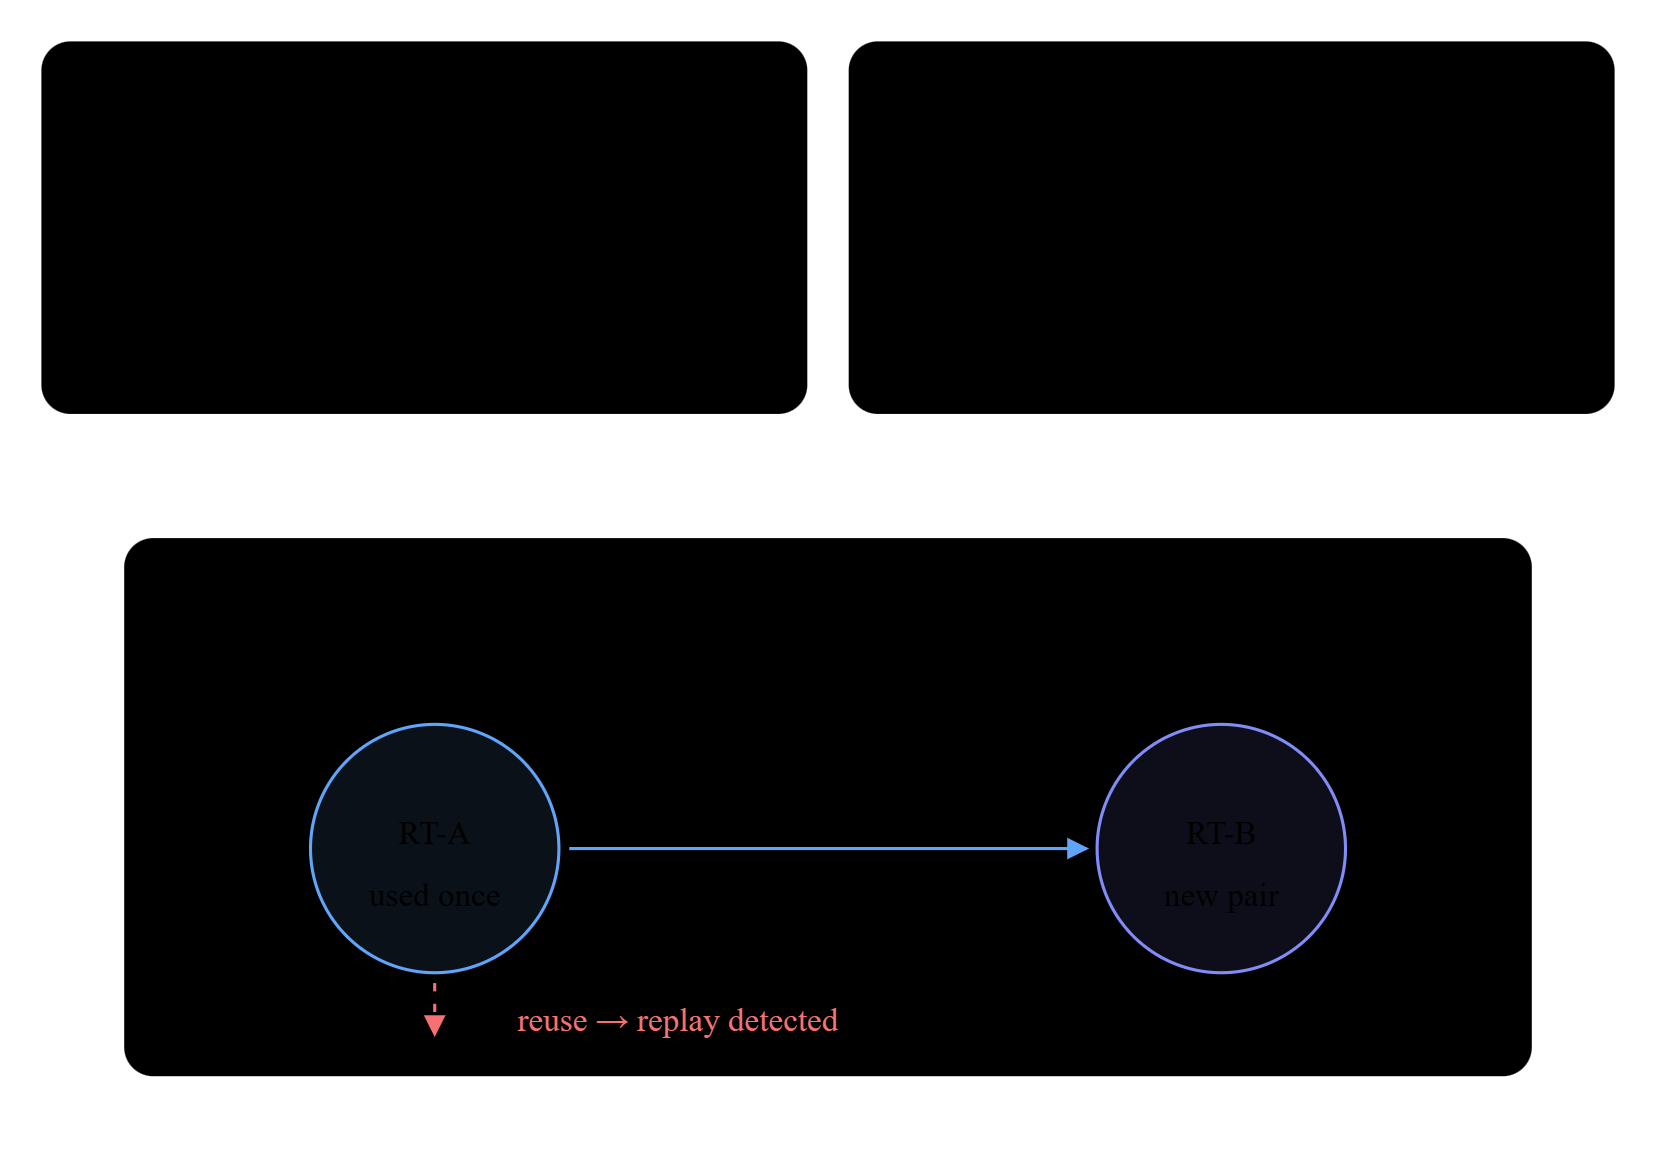 RT-A
used once
RT-B
new pair
reuse → replay detected